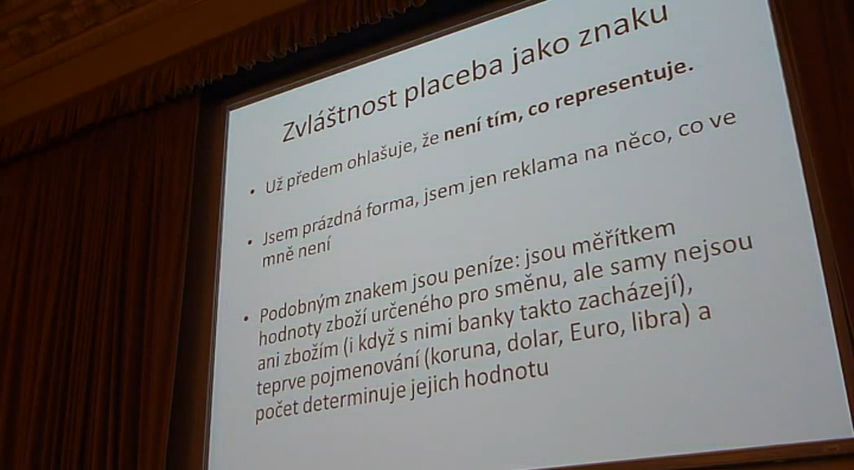 Zvláštnost placeba jako znaku
• Už předem ohlašuje, že není tím, co representuje.
• Jsem prázdná forma, jsem jen reklama na něco, co ve
mně není
• Podobným znakem jsou peníze: jsou měřítkem
hodnoty zboží určeného pro směnu, ale samy nejsou
ani zbožím (i když s nimi banky takto zacházejí),
teprve pojmenování (koruna, dolar, Euro, libra) a
počet determinuje jejich hodnotu